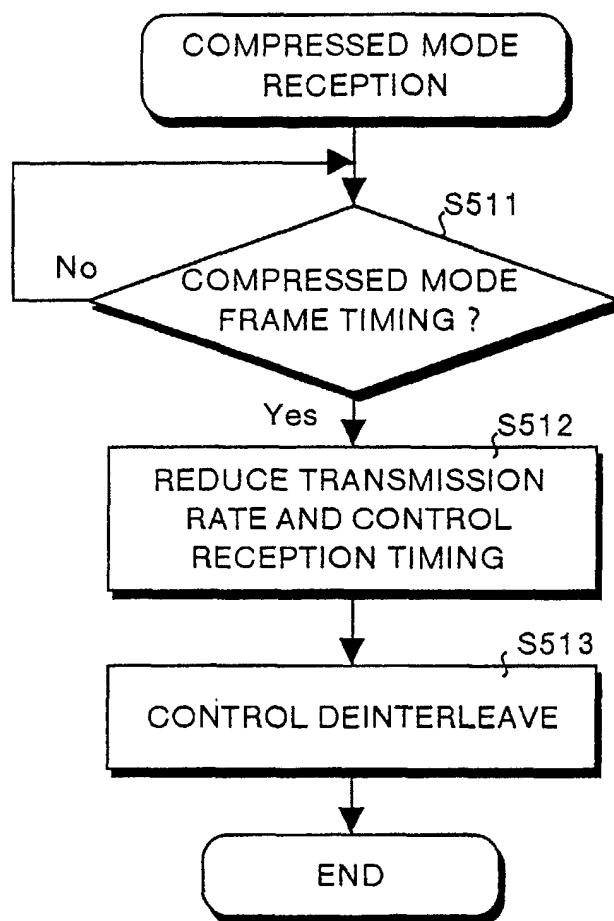 COMPRESSED MODE
RECEPTION
S511
No
COMPRESSED MODE
FRAME TIMING ?
Yes
S512
REDUCE TRANSMISSION
RATE AND CONTROL
RECEPTION TIMING
S513
CONTROL DEINTERLEAVE
END